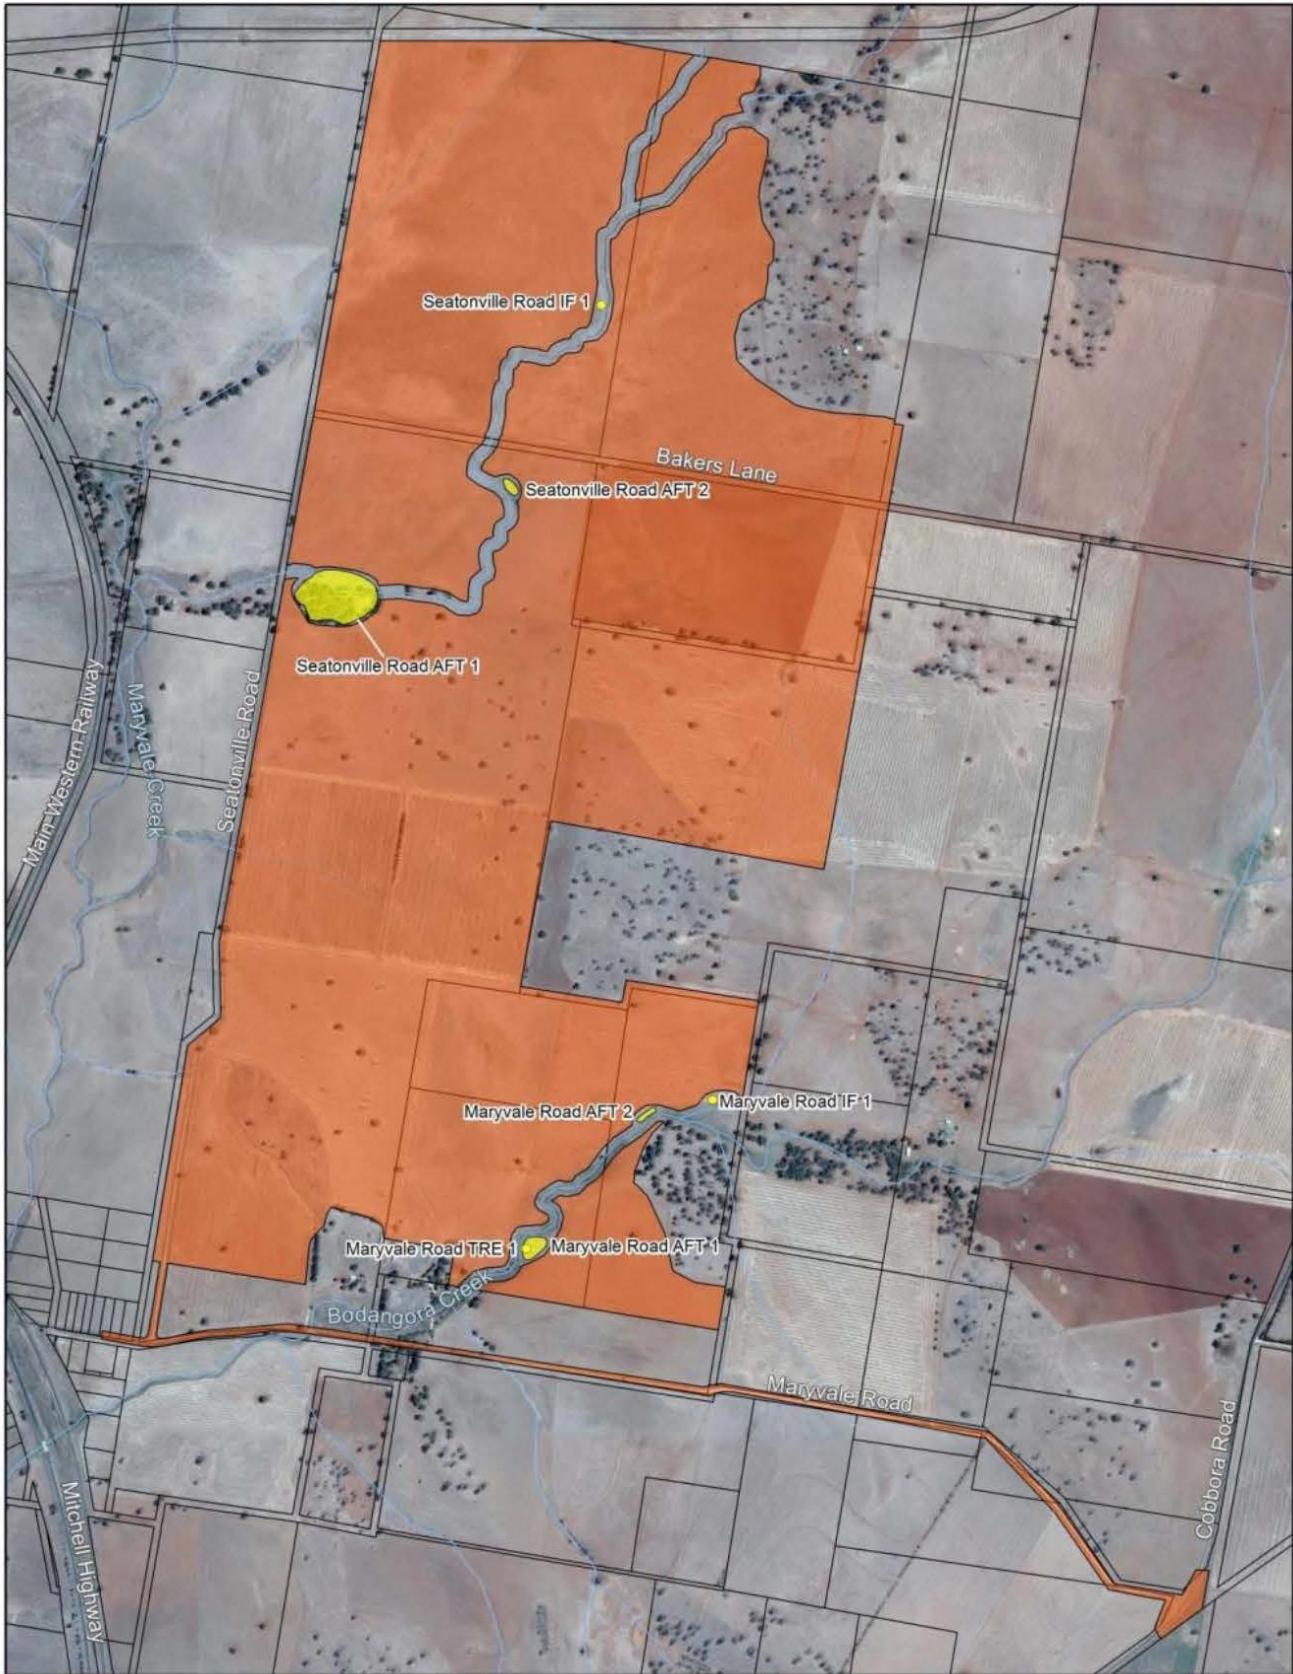 Seatonville Road IF 1
Bakers Lane
Seatonville Road AFT 2
Seatonville Road AFT 1
Main Western Railway
Maryvale Creek
Seatonville Road
Maryvale Road AFT 2
Maryvale Road IF 1
Maryvale Road TRE 1
Maryvale Road AFT 1
Bodangora Creek
Maryvale Road
Cobbora Road
Mitchell Highway